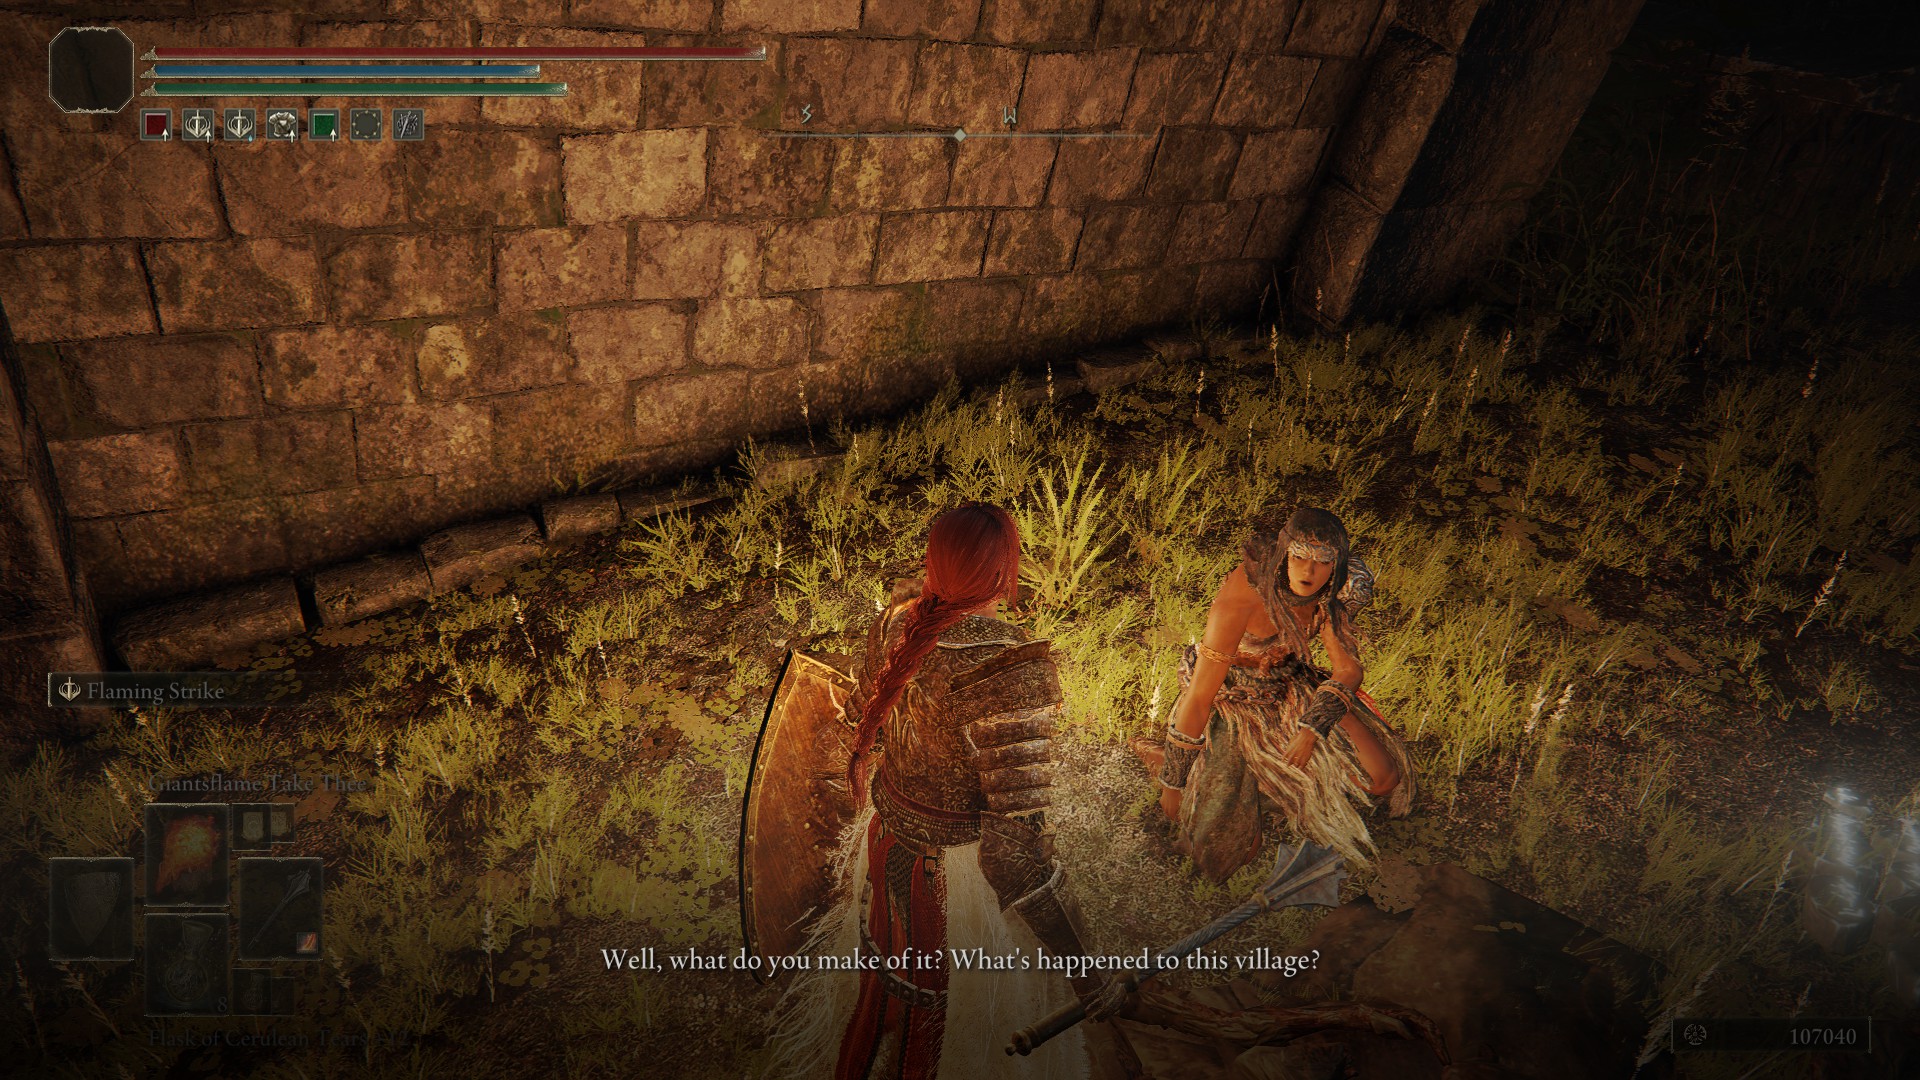 S
W
Flaming Strike
Giantsflame Take Thee
8
Flask of Cerulean Tears
Well, what do you make of it? What's happened to this village?
107040